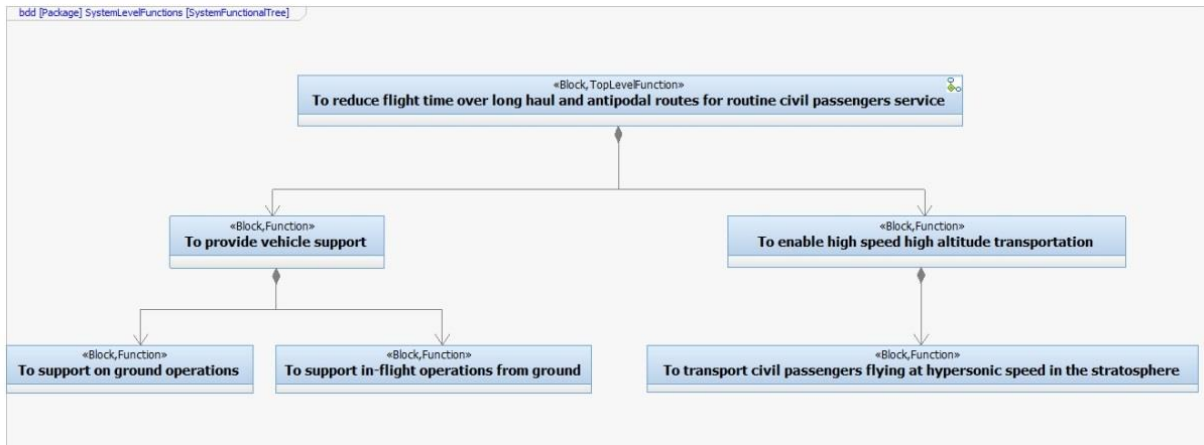 bdd [Package] SystemLevelFunctions [SystemFunctionalTree]
«Block,TopLevelFunction»
To reduce flight time over long haul and antipodal routes for routine civil passengers service
«Block,Function»
To provide vehicle support
«Block,Function»
To enable high speed high altitude transportation
«Block,Function»
To support on ground operations
«Block,Function»
To support in-flight operations from ground
«Block,Function»
To transport civil passengers flying at hypersonic speed in the stratosphere